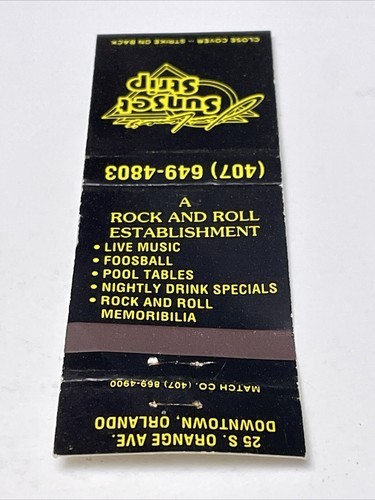 CLOSE COVER — STRIKE ON BACK
Sunset
Strip
(407) 649-4803
A
ROCK AND ROLL
ESTABLISHMENT
• LIVE MUSIC
• FOOSBALL
• POOL TABLES
• NIGHTLY DRINK SPECIALS
• ROCK AND ROLL
MEMORIBILIA
MATCH CO. (407) 869-4900
25 S. ORANGE AVE.
DOWNTOWN, ORLANDO